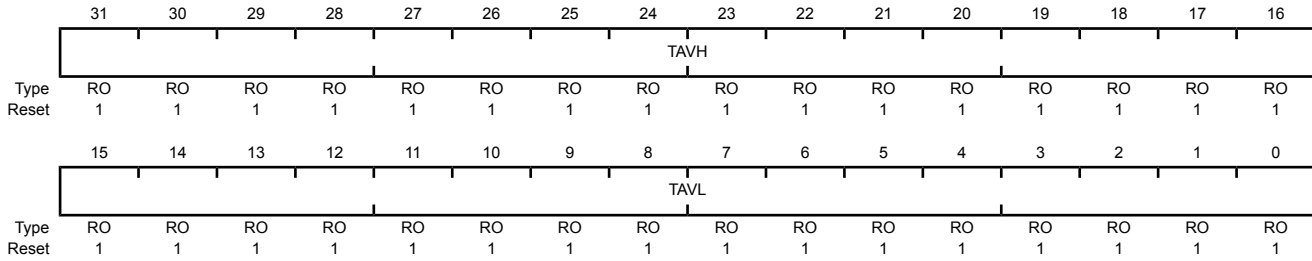 31 30 29 28 27 26 25 24 23 22 21 20 19 18 17 16
TAVH
Type RO RO RO RO RO RO RO RO RO RO RO RO RO RO RO RO
Reset 1 1 1 1 1 1 1 1 1 1 1 1 1 1 1 1
15 14 13 12 11 10 9 8 7 6 5 4 3 2 1 0
TAVL
Type RO RO RO RO RO RO RO RO RO RO RO RO RO RO RO RO
Reset 1 1 1 1 1 1 1 1 1 1 1 1 1 1 1 1